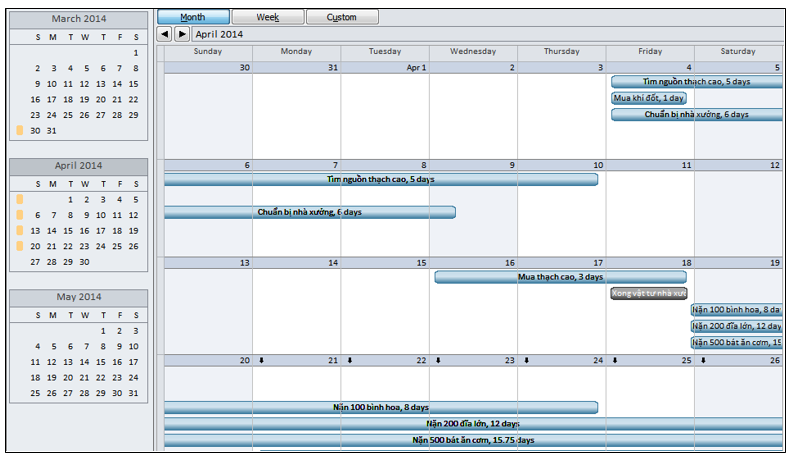 March 2014
S M T W T F S
1
2 3 4 5 6 7 8
9 10 11 12 13 14 15
16 17 18 19 20 21 22
23 24 25 26 27 28 29
30 31
April 2014
S M T W T F S
1 2 3 4 5
6 7 8 9 10 11 12
13 14 15 16 17 18 19
20 21 22 23 24 25 26
27 28 29 30
May 2014
S M T W T F S
1 2 3
4 5 6 7 8 9 10
11 12 13 14 15 16 17
18 19 20 21 22 23 24
25 26 27 28 29 30 31
Month Week Custom
April 2014
Sunday Monday Tuesday Wednesday Thursday Friday Saturday
30 31 Apr 1 2 3 4 5
Tìm nguồn thạch cao, 5 days
Mua khí đốt, 1 day
Chuẩn bị nhà xưởng, 6 days
6 7 8 9 10 11 12
Tìm nguồn thạch cao, 5 days
Chuẩn bị nhà xưởng, 6 days
13 14 15 16 17 18 19
Mua thạch cao, 3 days
Xong vật tư nhà xưở
Nặn 100 bình hoa, 8 da
Nặn 200 đĩa lớn, 12 day
Nặn 500 bát ăn cơm, 15
20 21 22 23 24 25 26
Nặn 100 bình hoa, 8 days
Nặn 200 đĩa lớn, 12 days
Nặn 500 bát ăn cơm, 15.75 days